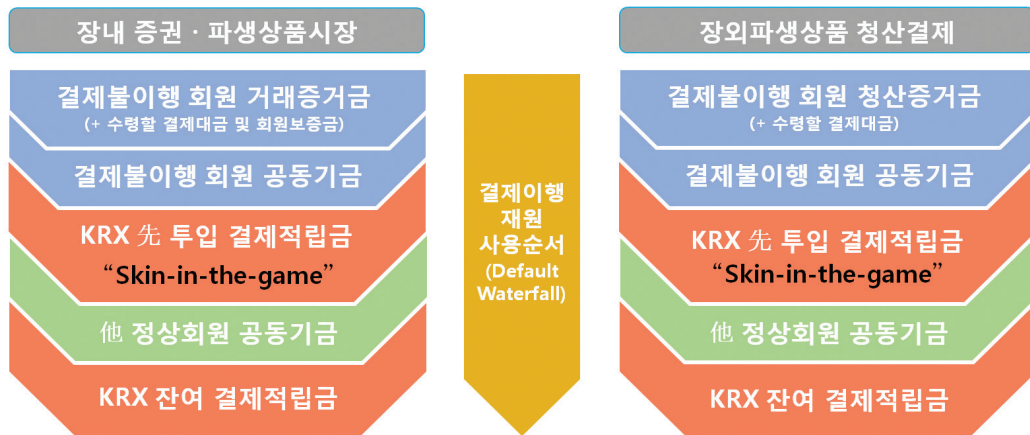 장내 증권 · 파생상품시장
결제불이행 회원 거래증거금
(+ 수령할 결제대금 및 회원보증금)
결제불이행 회원 공동기금
KRX 先 투입 결제적립금
“Skin-in-the-game”
他 정상회원 공동기금
KRX 잔여 결제적립금
결제이행
재원
사용순서
(Default
Waterfall)
장외파생상품 청산결제
결제불이행 회원 청산증거금
(+ 수령할 결제대금)
결제불이행 회원 공동기금
KRX 先 투입 결제적립금
“Skin-in-the-game”
他 정상회원 공동기금
KRX 잔여 결제적립금